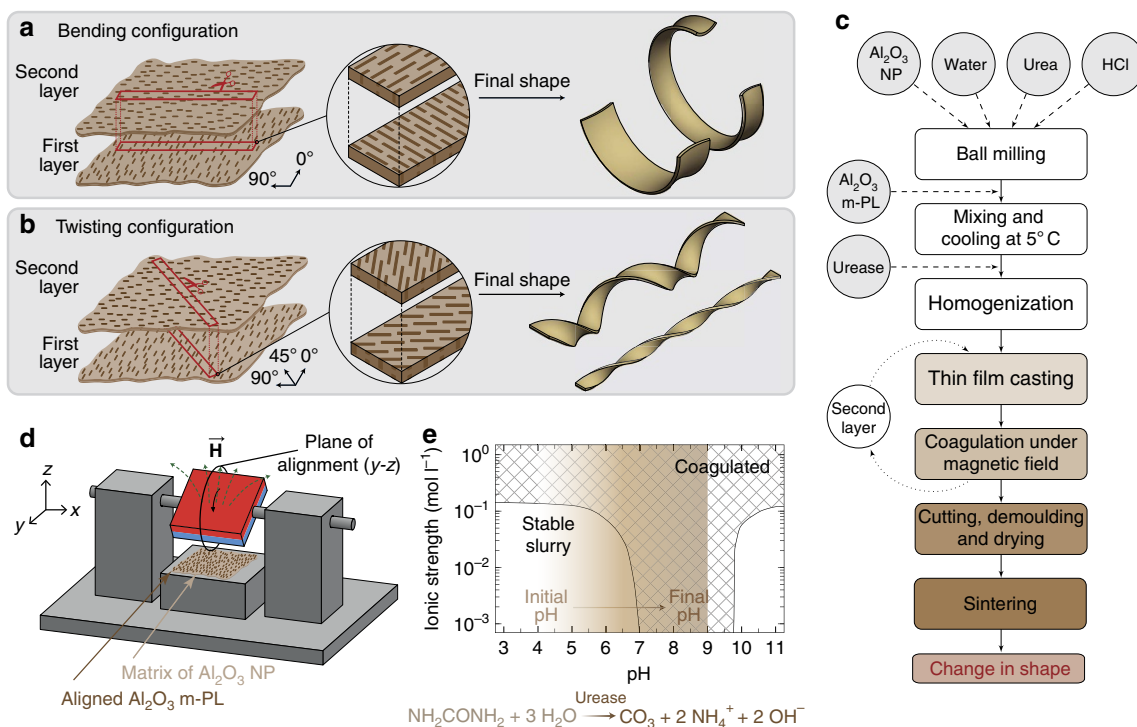 a Bending configuration
Second
layer
First
layer
0°
90°
Final shape
b Twisting configuration
Second
layer
First
layer
45° 0°
90°
Final shape
c
Al₂O₃
NP
Water
Urea
HCl
Ball milling
Al₂O₃
m-PL
Mixing and
cooling at 5° C
Urease
Homogenization
Thin film casting
Second
layer
Coagulation under
magnetic field
Cutting, demoulding
and drying
Sintering
Change in shape
d
H
Plane of
alignment (y-z)
z
x
y
Matrix of Al₂O₃ NP
Aligned Al₂O₃ m-PL
e
Ionic strength (mol l⁻¹)
10⁰
10⁻¹
10⁻²
10⁻³
Coagulated
Stable
slurry
Initial
pH
Final
pH
3 4 5 6 7 8 9 10 11
pH
Urease
NH₂CONH₂ + 3 H₂O → CO₃ + 2 NH₄⁺ + 2 OH⁻